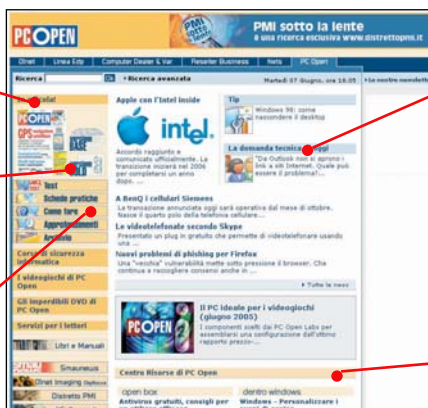 PC OPEN
PMI sotto la lente
è una ricerca esclusiva www.distrettopmi.it
01net
Linea Edp
Computer Dealer & Var
Reseller Business
Nets
PC Open
Ricerca
Ricerca avanzata
Martedì 07 Giugno, ore 18.05
Le nostre newslett
PC OPEN
GPS
Test
Schede pratiche
Come fare
Approfondimenti
Archivio
Corso di sicurezza
informatica
I videogiochi di PC
Open
Gli imperdibili DVD di
PC Open
Servizi per i lettori
Libri e Manuali
Smaureus
01net Imaging
Distretto PMI
Apple con l'Intel inside
intel.
Accordo raggiunto e
comunicato ufficialmente. La
transizione inizierà nel 2006
per completarsi un anno
dopo. ...
Tip
Windows 98: come
nascondere il desktop
La domanda tecnica
"Da Outlook non si aprono i
link a siti Internet. Quale può
essere il problema?...
A BenQ i cellulari Siemens
La transazione annunciata oggi sarà operativa dal mese di ottobre.
Nasce il quarto polo della telefonia cellulare...
Le videotelefonate secondo Skype
Presentato un plug in gratuito che permette di videotelefonare usando
una ...
Nuovi problemi di phishing per Firefox
Una "vecchia" vulnerabilità mette sotto pressione il browser. Cha
continua a raccogliere consensi anche in ...
Tutte le news
PC OPEN
Il PC ideale per i videogiochi
(giugno 2005)
I componenti scelti dai PC Open Labs per
assemblarsi una configurazione dall'ottimo
rapporto prezzo-...
Centro Risorse di PC Open
open box
Antivirus gratuiti, consigli per
dentro windows
Windows - Personalizzare i